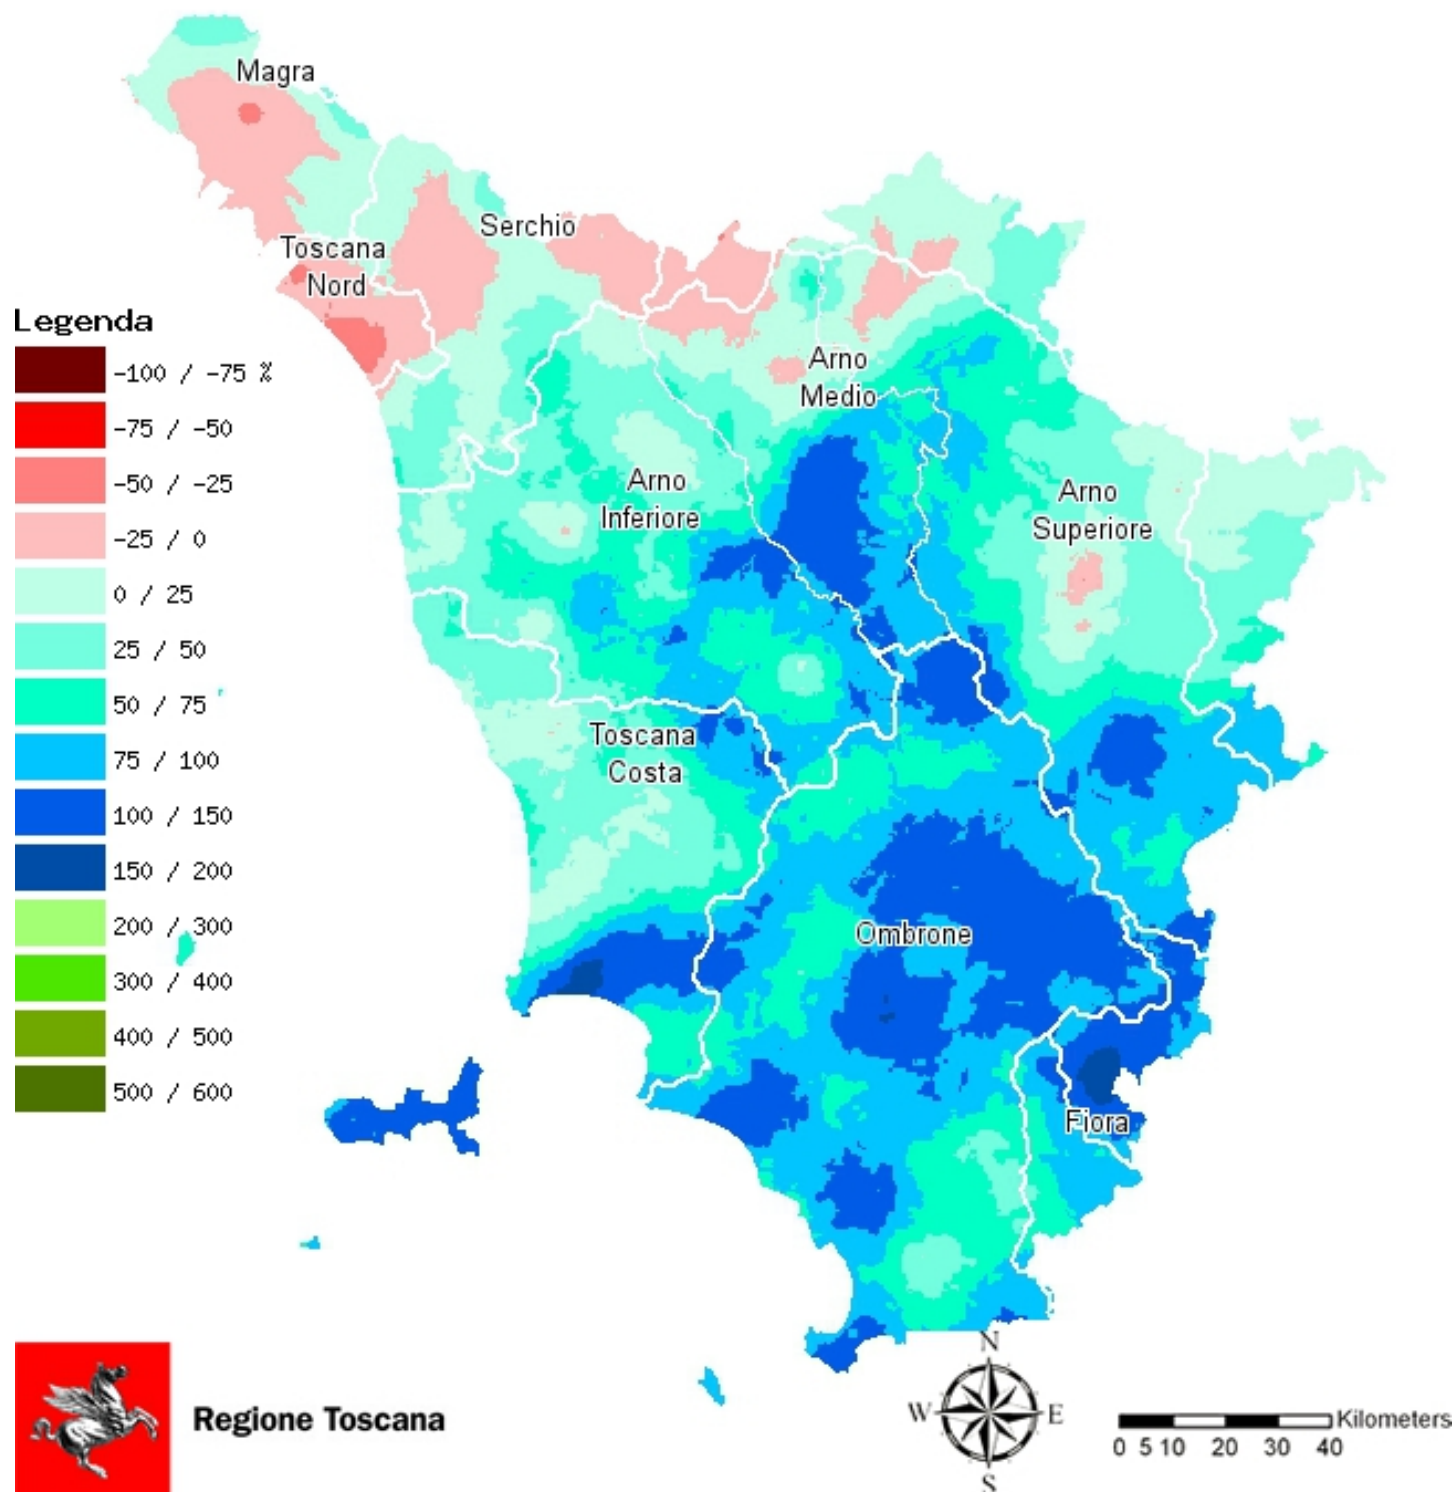 Magra
Serchio
Toscana
Nord
Legenda
-100 / -75 %
-75 / -50
-50 / -25
-25 / 0
0 / 25
25 / 50
50 / 75
75 / 100
100 / 150
150 / 200
200 / 300
300 / 400
400 / 500
500 / 600
Arno
Medio
Arno
Inferiore
Arno
Superiore
Toscana
Costa
Ombrone
Fiora
Regione Toscana
N
W
E
S
Kilometers
0 5 10 20 30 40